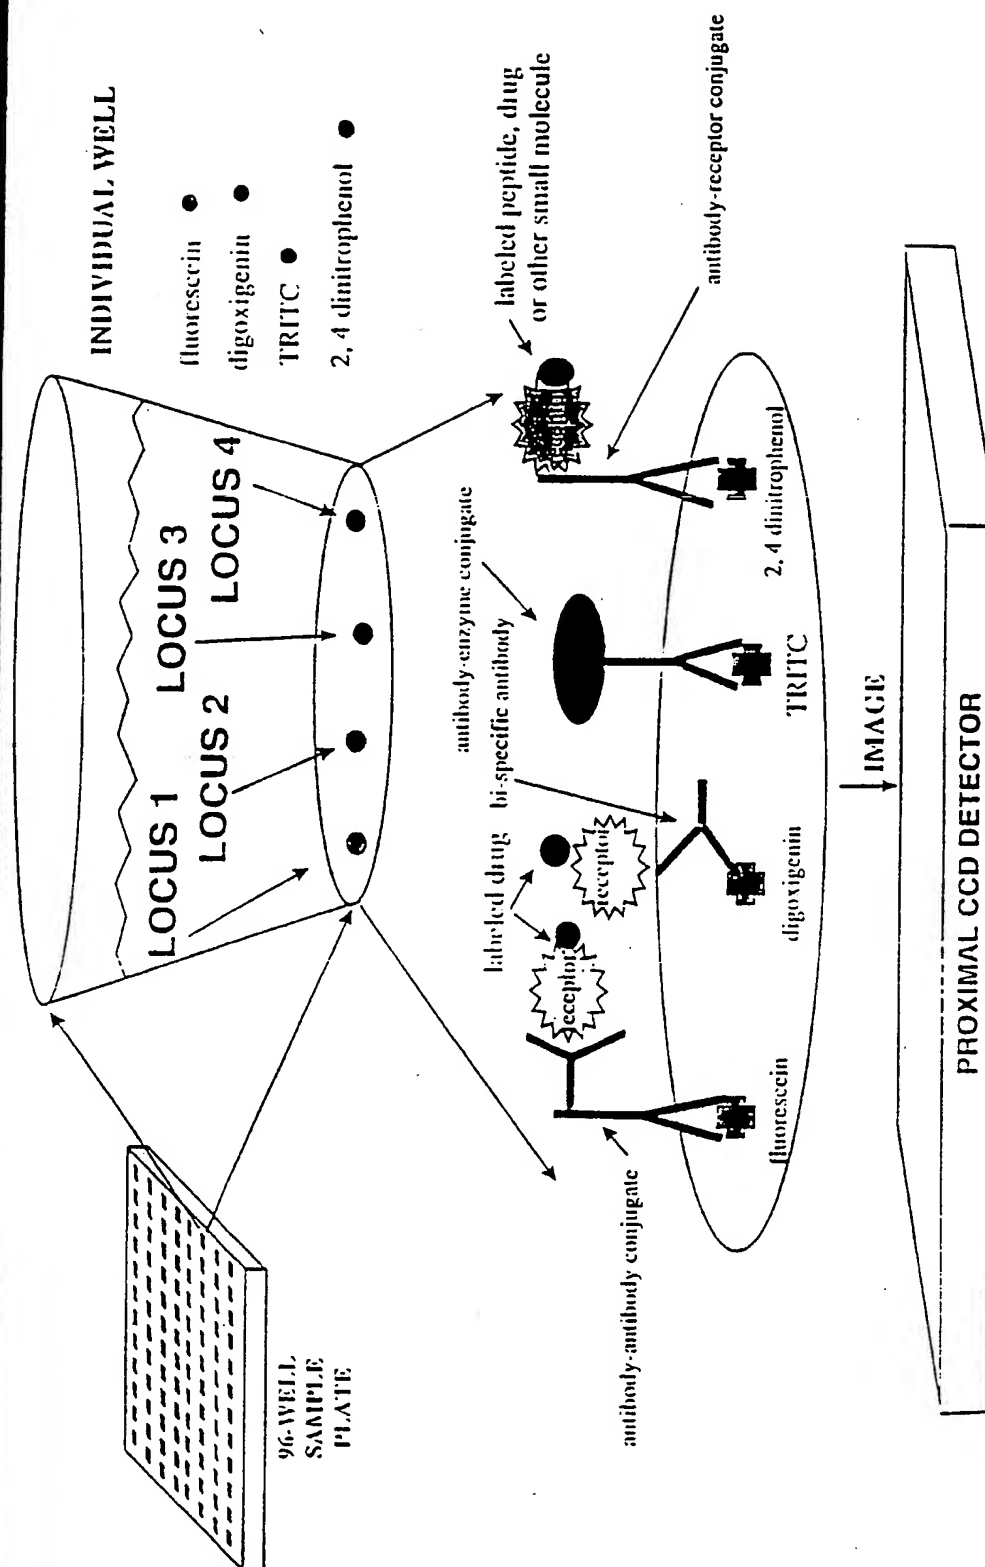 INDIVIDUAL WELL
fluorescein
digoxigenin
TRITC
2, 4 dinitrophenol
LOCUS 1
LOCUS 2
LOCUS 3
LOCUS 4
96-WELL
SAMPLE
PLATE
labeled drug
bi-specific antibody
antibody-enzyme conjugate
labeled peptide, drug
or other small molecule
antibody-receptor conjugate
receptor
receptor
antibody-antibody conjugate
fluorescein
digoxigenin
TRITC
2, 4 dinitrophenol
IMAGE
PROXIMAL CCD DETECTOR